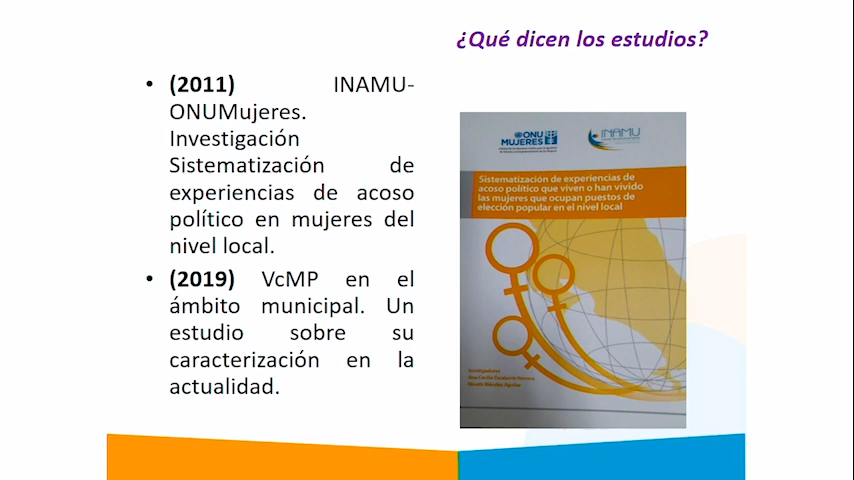 ¿Qué dicen los estudios?
• (2011) INAMU-
ONUMujeres.
Investigación
Sistematización de
experiencias de acoso
político en mujeres del
nivel local.
• (2019) VcMP en el
ámbito municipal. Un
estudio sobre su
caracterización en la
actualidad.
ONU
MUJERES
INAMU
Sistematización de experiencias de
acoso político que viven o han vivido
las mujeres que ocupan puestos de
elección popular en el nivel local
Investigadoras